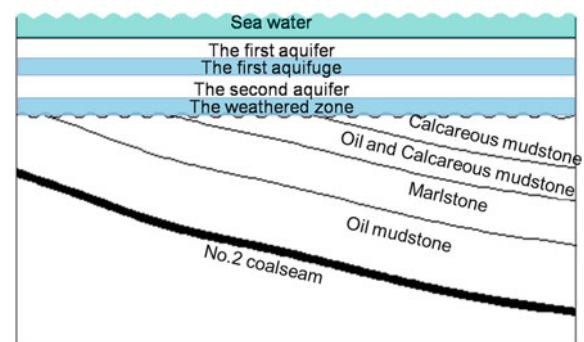 Sea water
The first aquifer
The first aquifuge
The second aquifer
The weathered zone
Calcareous mudstone
Oil and Calcareous mudstone
Marlstone
Oil mudstone
No.2 coalseam